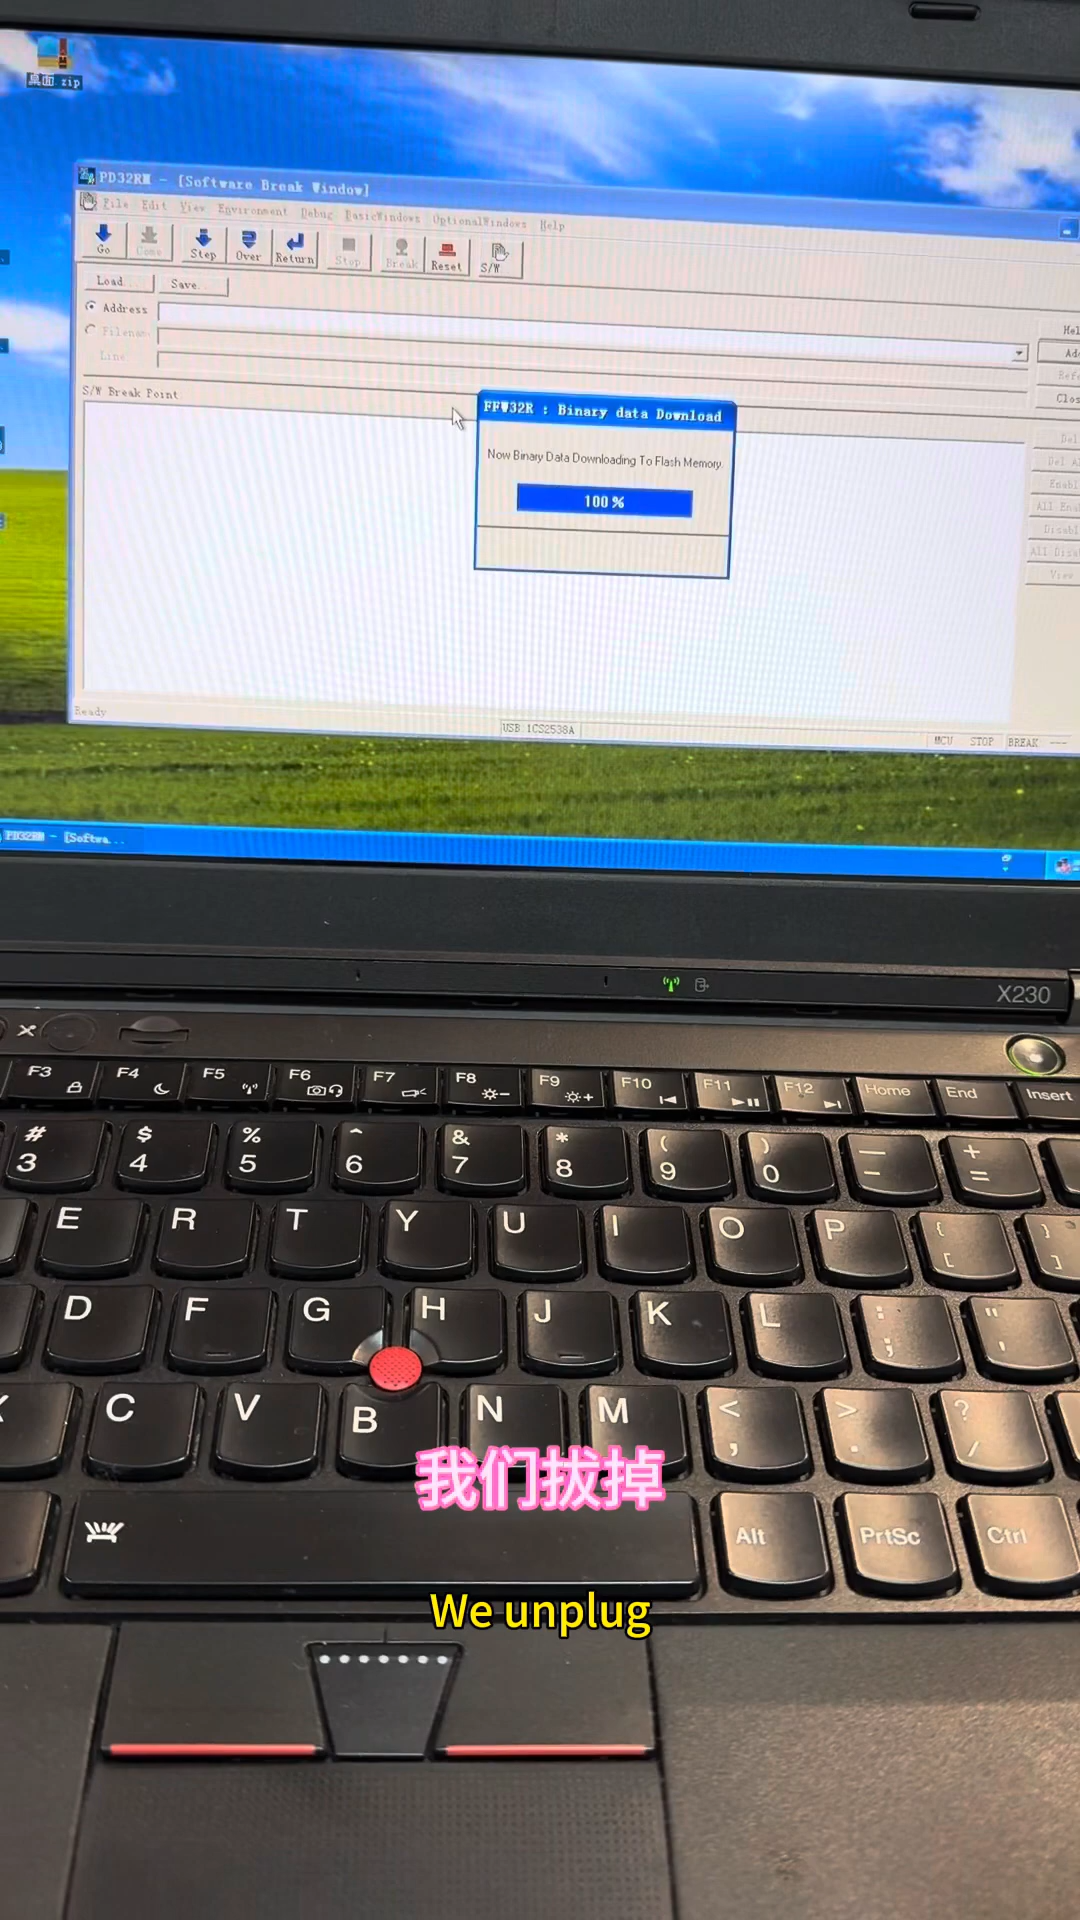 桌面.zip
PD32RM - [Software Break Window]
File Edit View Environment Debug BasicWindows OptionalWindows Help
Go Come Step Over Return Stop Break Reset S/W
Load... Save...
Address
Filename
Line
S/W Break Point
FFW32R : Binary data Download
Now Binary Data Downloading To Flash Memory.
100 %
Ready
USB 1CS2538A
MCU STOP BREAK ---
PD32RM - [Softwa...
X230
F3 F4 F5 F6 F7 F8 F9 F10 F11 F12 Home End Insert
# $ % ^ & * ( ) — +
3 4 5 6 7 8 9 0 - =
E R T Y U I O P { }
[ ]
D F G H J K L : "
; '
X C V B N M < > ?
, . /
我们拔掉
Alt PrtSc Ctrl
We unplug